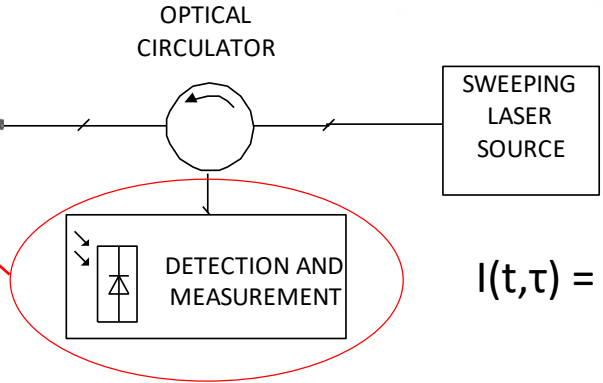 OPTICAL
CIRCULATOR
SWEEPING
LASER
SOURCE
DETECTION AND
MEASUREMENT
I(t,τ) =